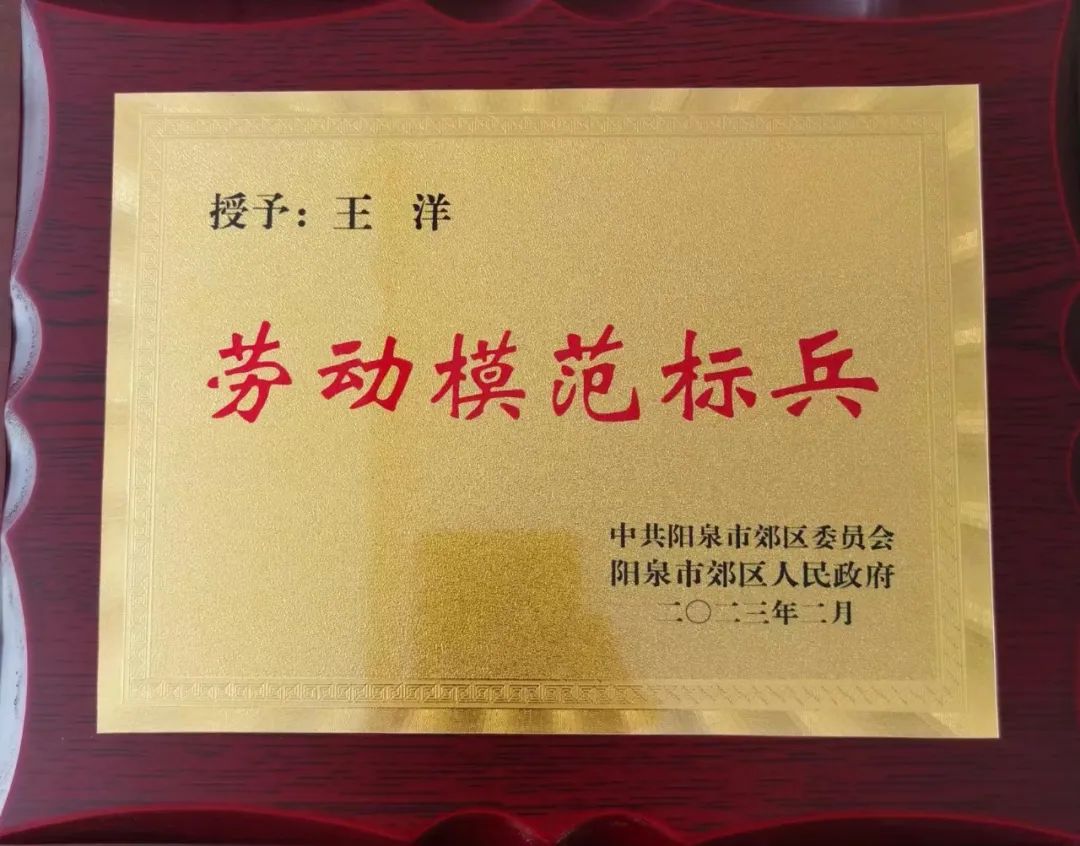 授予：王 洋
劳动模范标兵
中共阳泉市郊区委员会
阳泉市郊区人民政府
二〇二三年二月